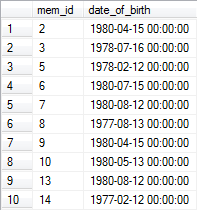 mem_id date_of_birth
1 2 1980-04-15 00:00:00
2 3 1978-07-16 00:00:00
3 5 1978-02-12 00:00:00
4 6 1980-07-15 00:00:00
5 7 1980-08-12 00:00:00
6 8 1977-08-13 00:00:00
7 9 1980-04-15 00:00:00
8 10 1980-05-13 00:00:00
9 13 1980-08-12 00:00:00
10 14 1977-02-12 00:00:00